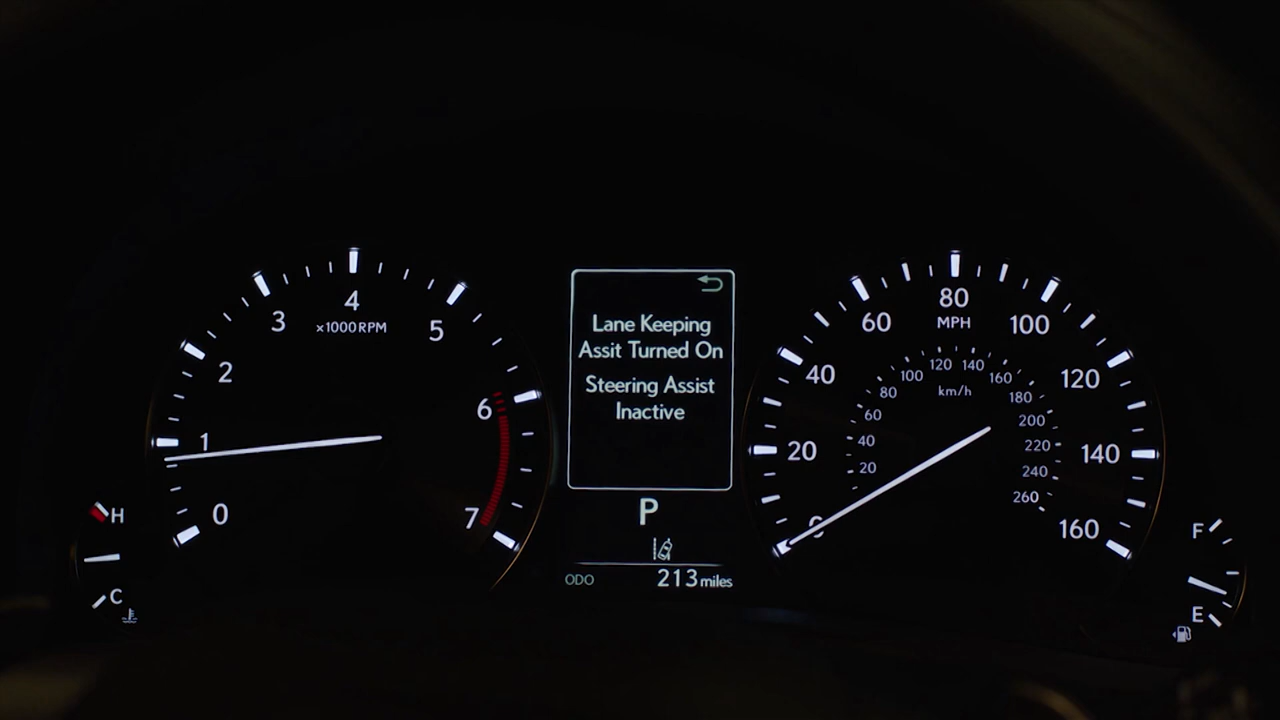 4
3
5
x1000RPM
2
6
1
0
7
H
C
Lane Keeping
Assit Turned On
Steering Assist
Inactive
P
ODO 213 miles
80
MPH
60
100
40
120
20
140
0
160
120
140
100
160
km/h
80
180
60
200
40
220
20
240
260
F
E